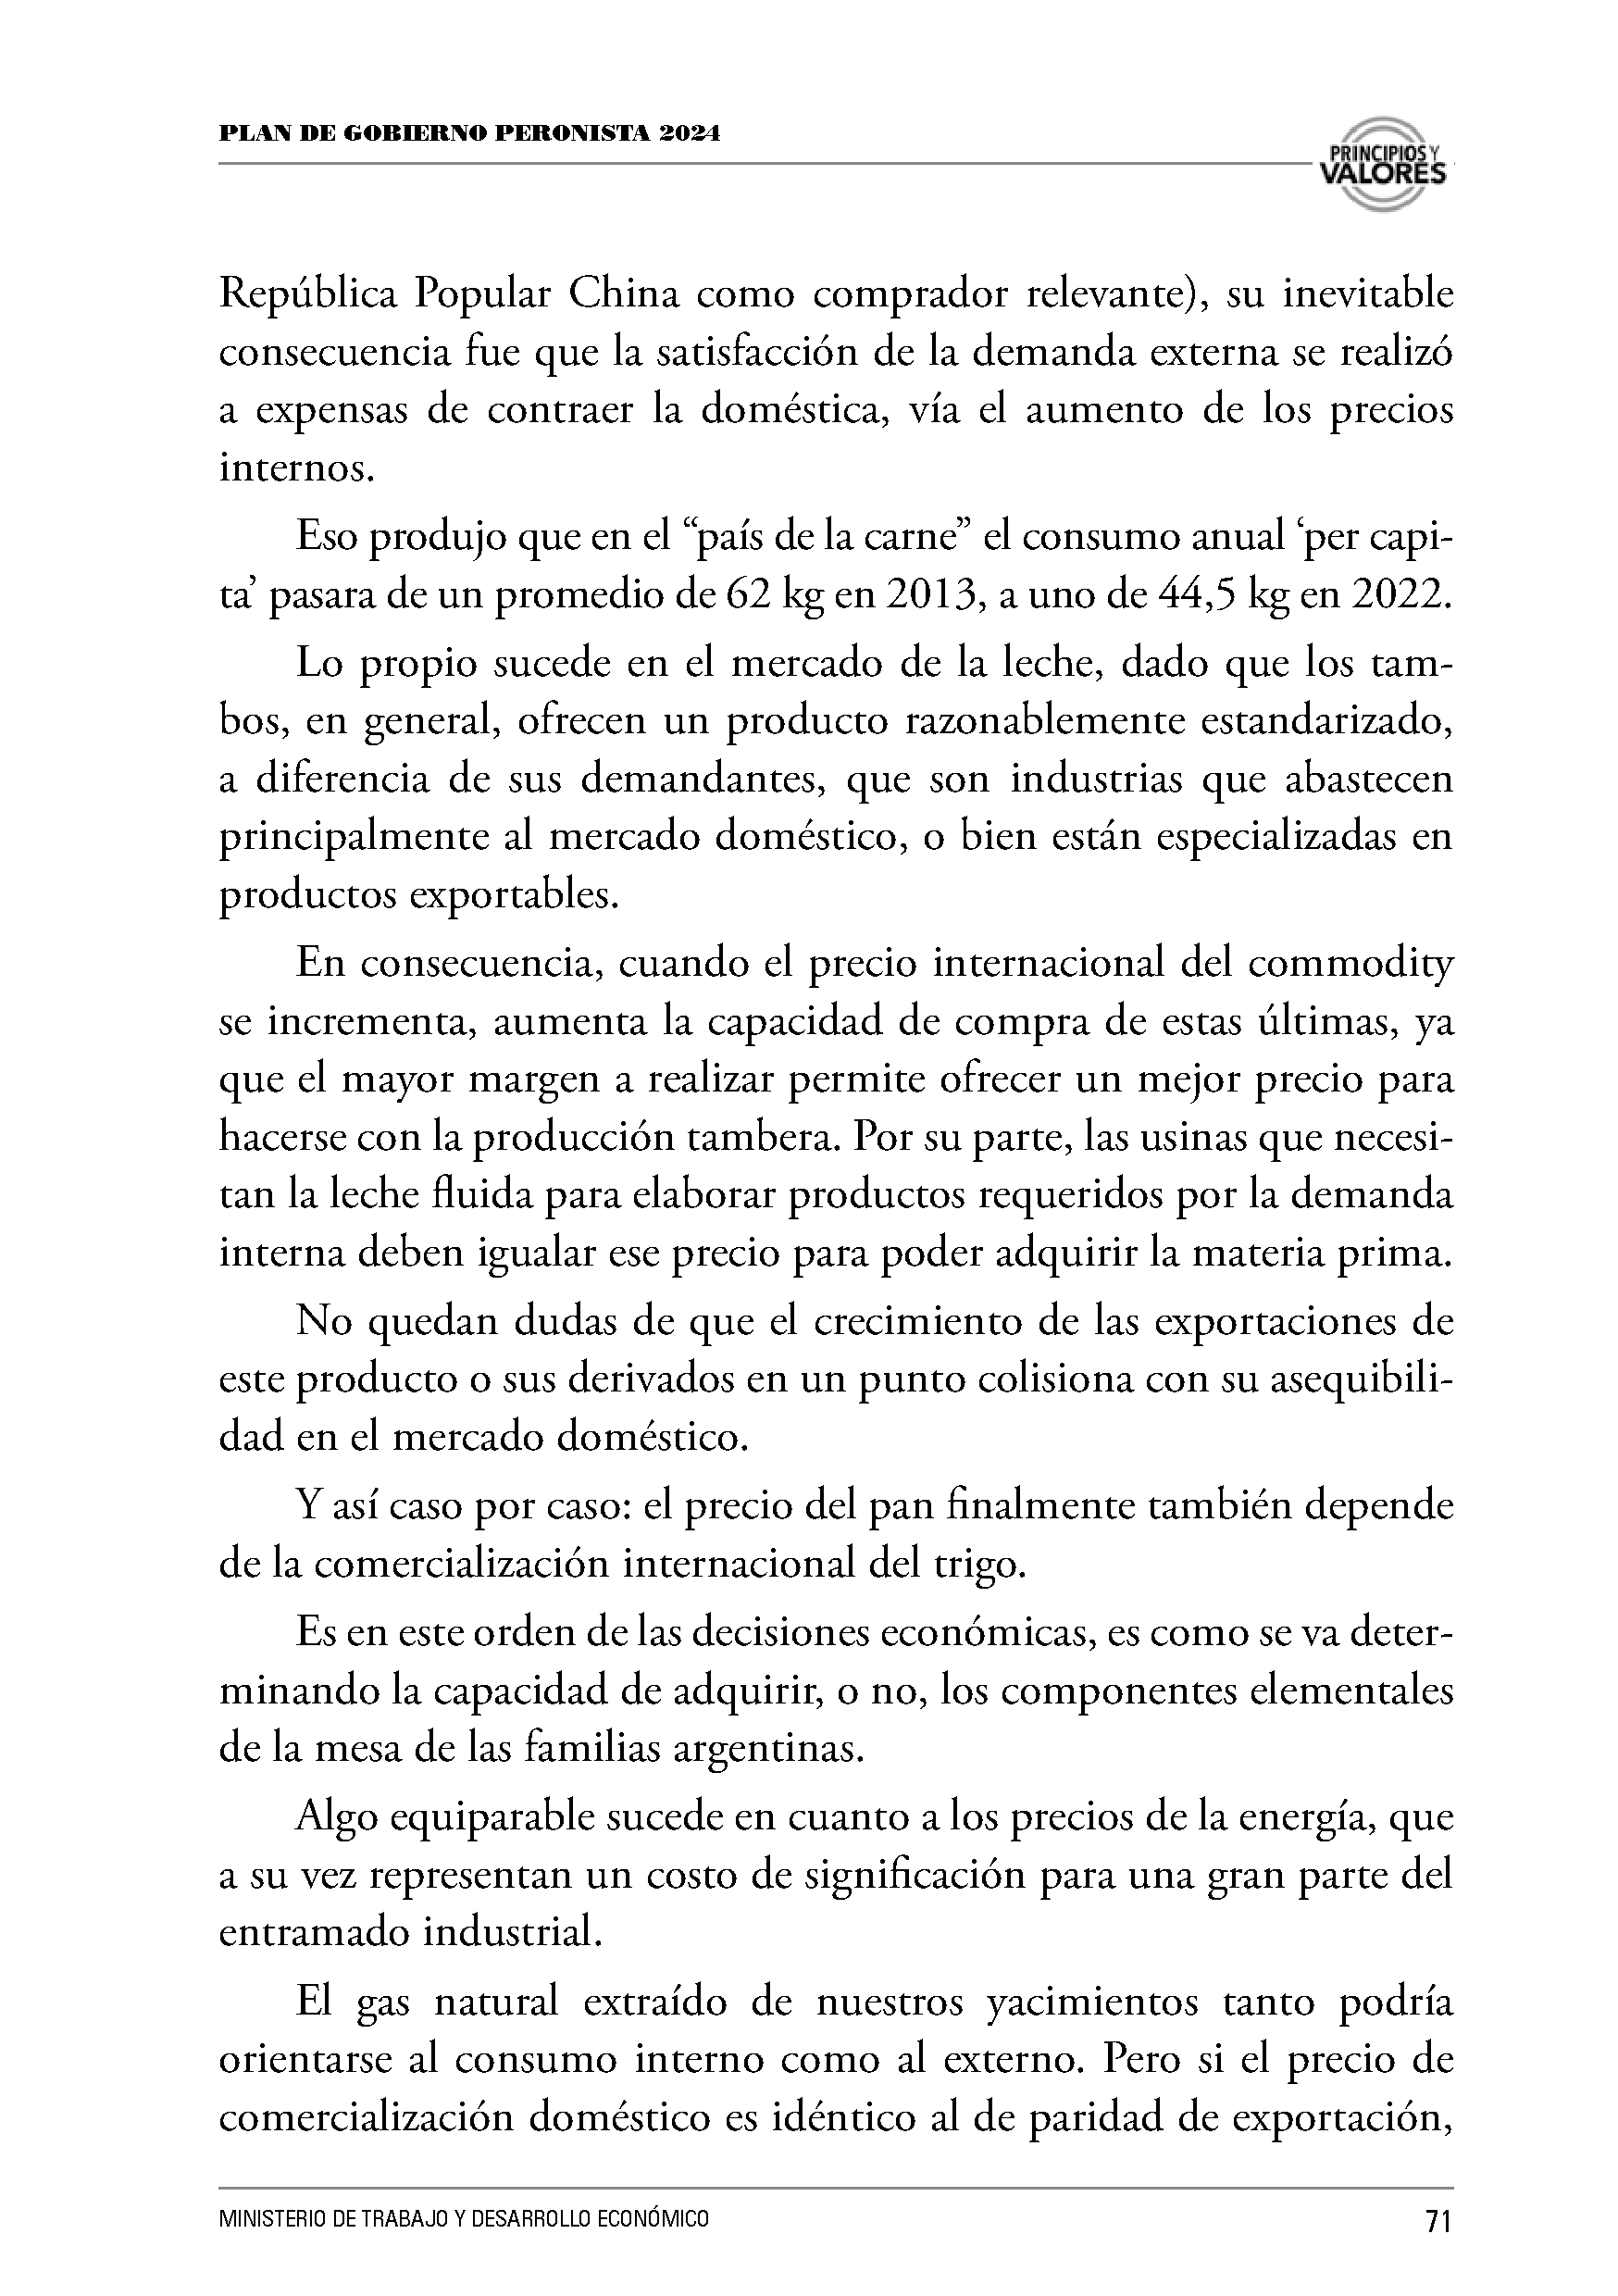 PLAN DE GOBIERNO PERONISTA 2024
PRINCIPIOS Y
VALORES
República Popular China como comprador relevante), su inevitable
consecuencia fue que la satisfacción de la demanda externa se realizó
a expensas de contraer la doméstica, vía el aumento de los precios
internos.
Eso produjo que en el “país de la carne” el consumo anual ‘per capi-
ta’ pasara de un promedio de 62 kg en 2013, a uno de 44,5 kg en 2022.
Lo propio sucede en el mercado de la leche, dado que los tam-
bos, en general, ofrecen un producto razonablemente estandarizado,
a diferencia de sus demandantes, que son industrias que abastecen
principalmente al mercado doméstico, o bien están especializadas en
productos exportables.
En consecuencia, cuando el precio internacional del commodity
se incrementa, aumenta la capacidad de compra de estas últimas, ya
que el mayor margen a realizar permite ofrecer un mejor precio para
hacerse con la producción tambera. Por su parte, las usinas que necesi-
tan la leche fluida para elaborar productos requeridos por la demanda
interna deben igualar ese precio para poder adquirir la materia prima.
No quedan dudas de que el crecimiento de las exportaciones de
este producto o sus derivados en un punto colisiona con su asequibili-
dad en el mercado doméstico.
Y así caso por caso: el precio del pan finalmente también depende
de la comercialización internacional del trigo.
Es en este orden de las decisiones económicas, es como se va deter-
minando la capacidad de adquirir, o no, los componentes elementales
de la mesa de las familias argentinas.
Algo equiparable sucede en cuanto a los precios de la energía, que
a su vez representan un costo de significación para una gran parte del
entramado industrial.
El gas natural extraído de nuestros yacimientos tanto podría
orientarse al consumo interno como al externo. Pero si el precio de
comercialización doméstico es idéntico al de paridad de exportación,
MINISTERIO DE TRABAJO Y DESARROLLO ECONÓMICO
71